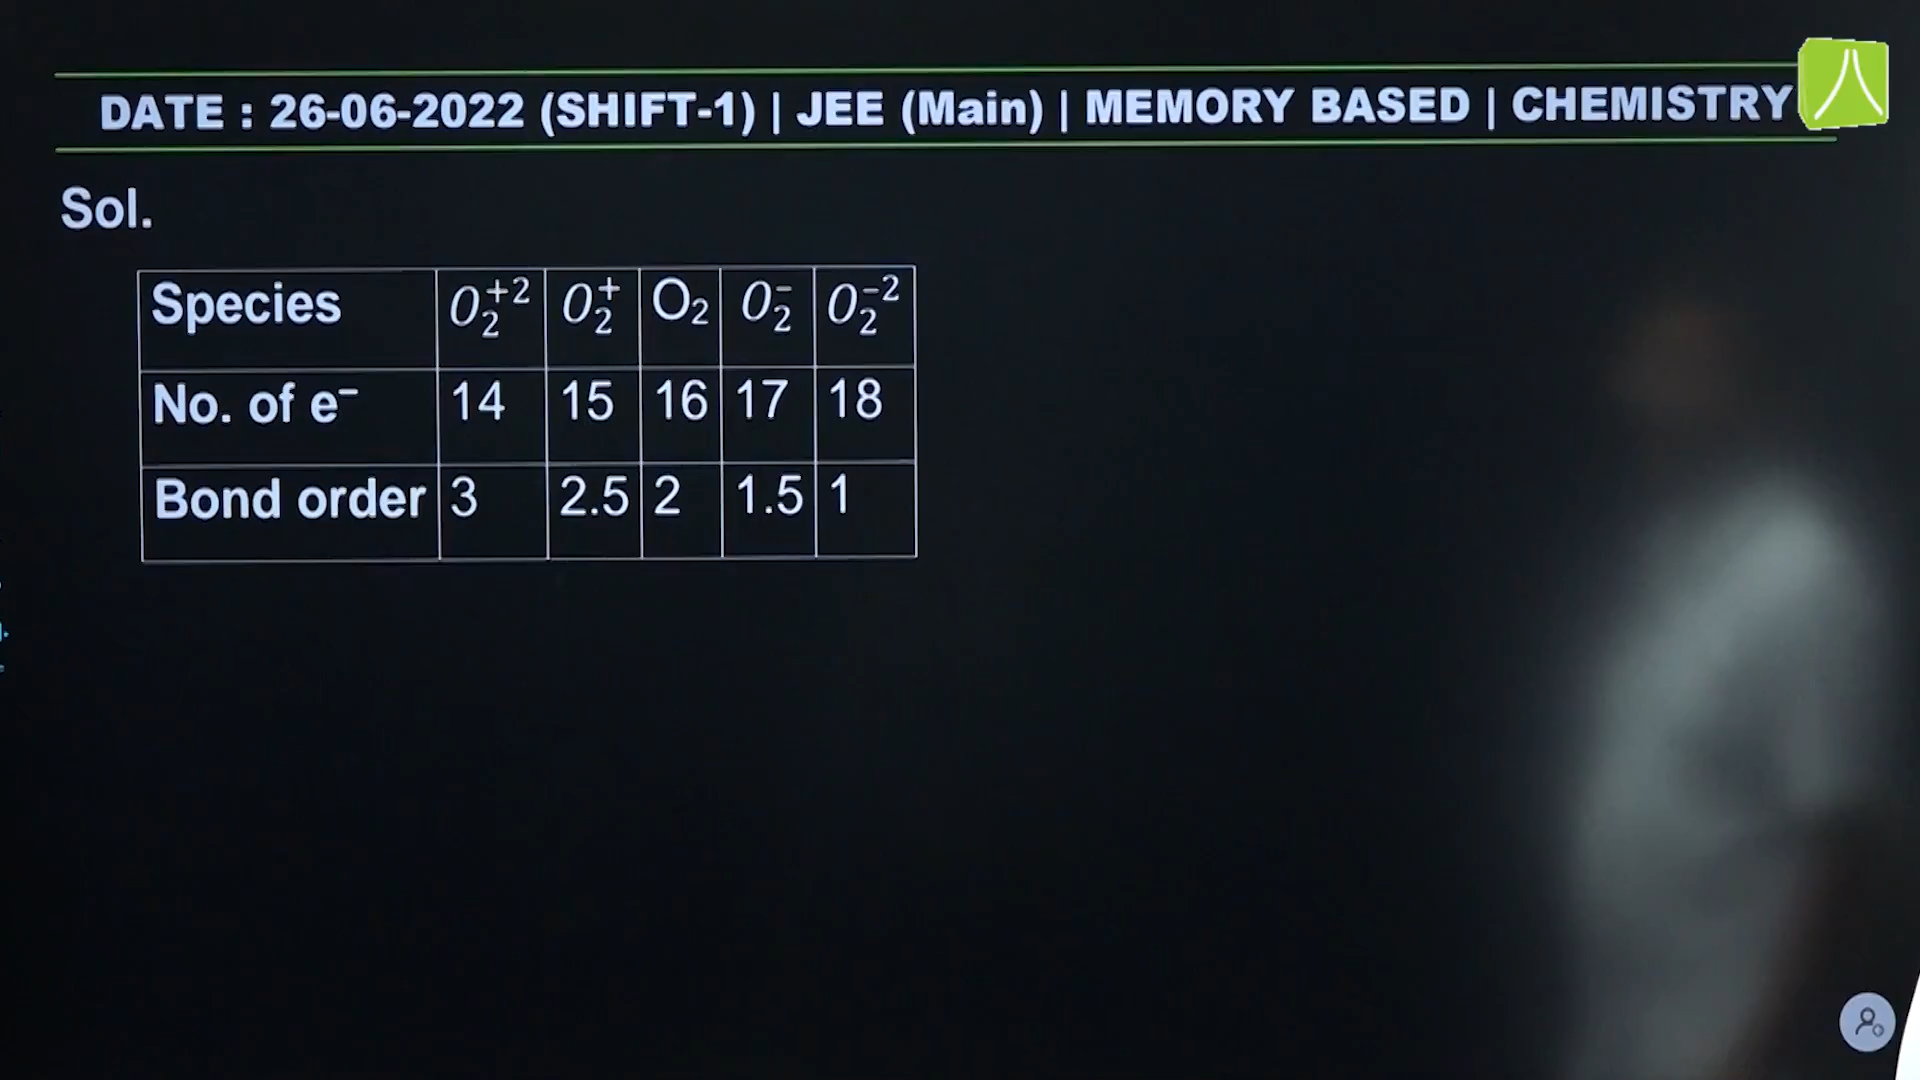 DATE : 26-06-2022 (SHIFT-1) | JEE (Main) | MEMORY BASED | CHEMISTRY
Sol.
Species O₂⁺² O₂⁺ O₂ O₂⁻ O₂⁻²
No. of e⁻ 14 15 16 17 18
Bond order 3 2.5 2 1.5 1